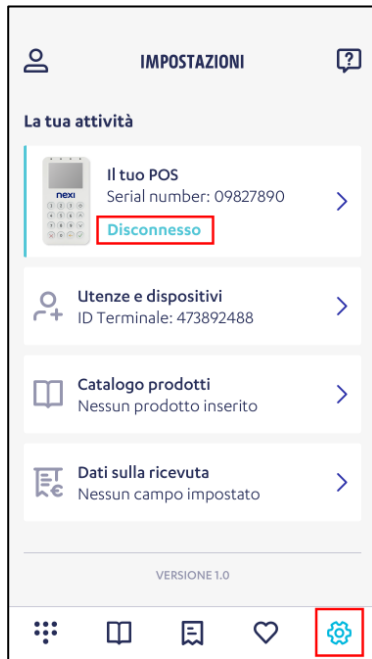 IMPOSTAZIONI
La tua attività
Il tuo POS
nexi
Serial number: 09827890
Disconnesso
Utenze e dispositivi
ID Terminale: 473892488
Catalogo prodotti
Nessun prodotto inserito
Dati sulla ricevuta
Nessun campo impostato
VERSIONE 1.0